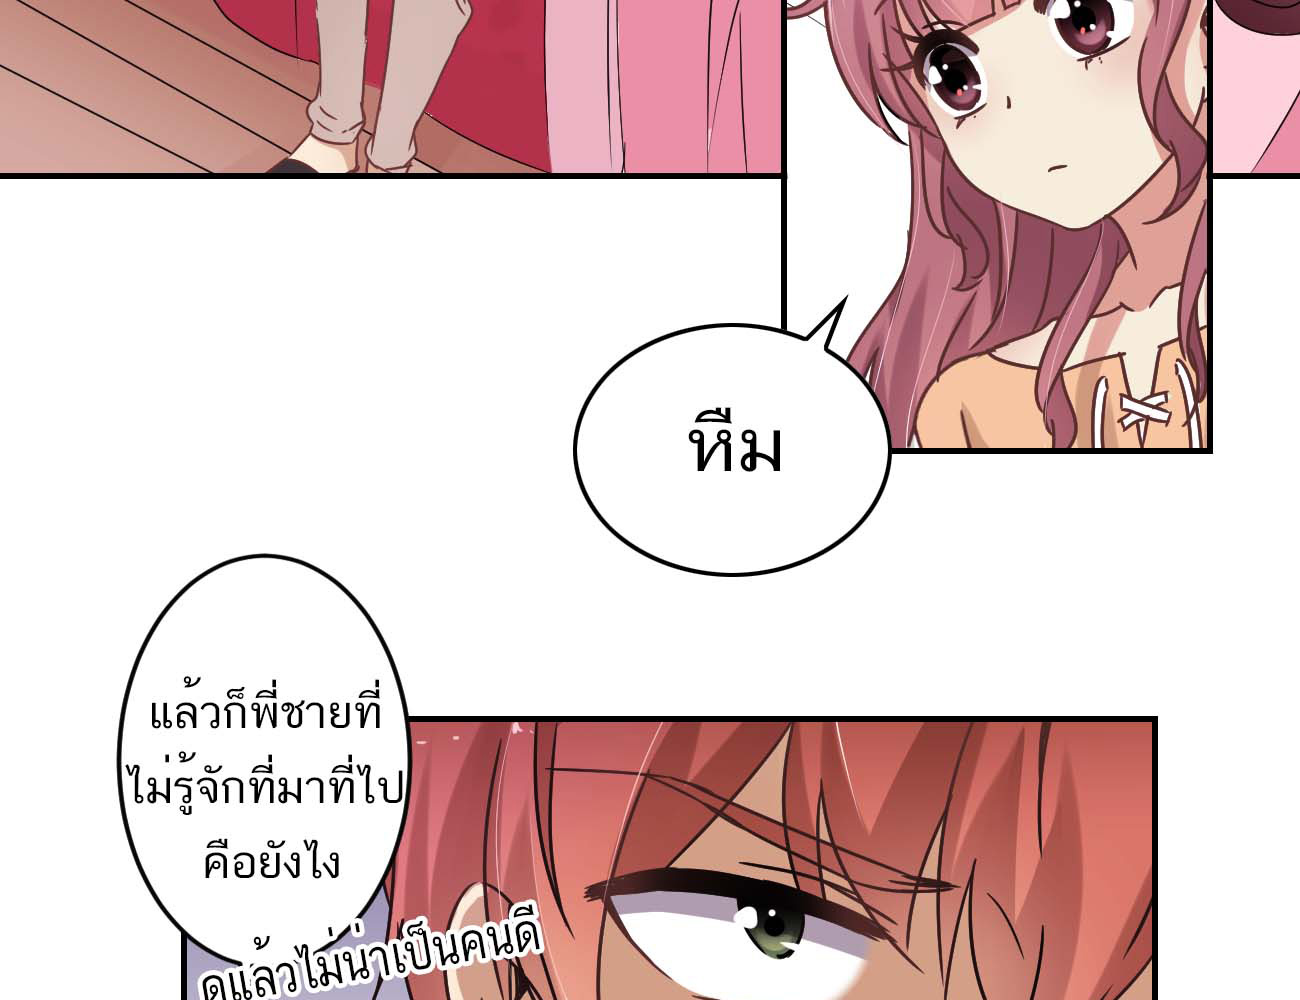 หืม
แล้วก็พี่ชายที่
ไม่รู้จักที่มาที่ไป
คือยังไง
ดูแล้วไม่น่าเป็นคนดี